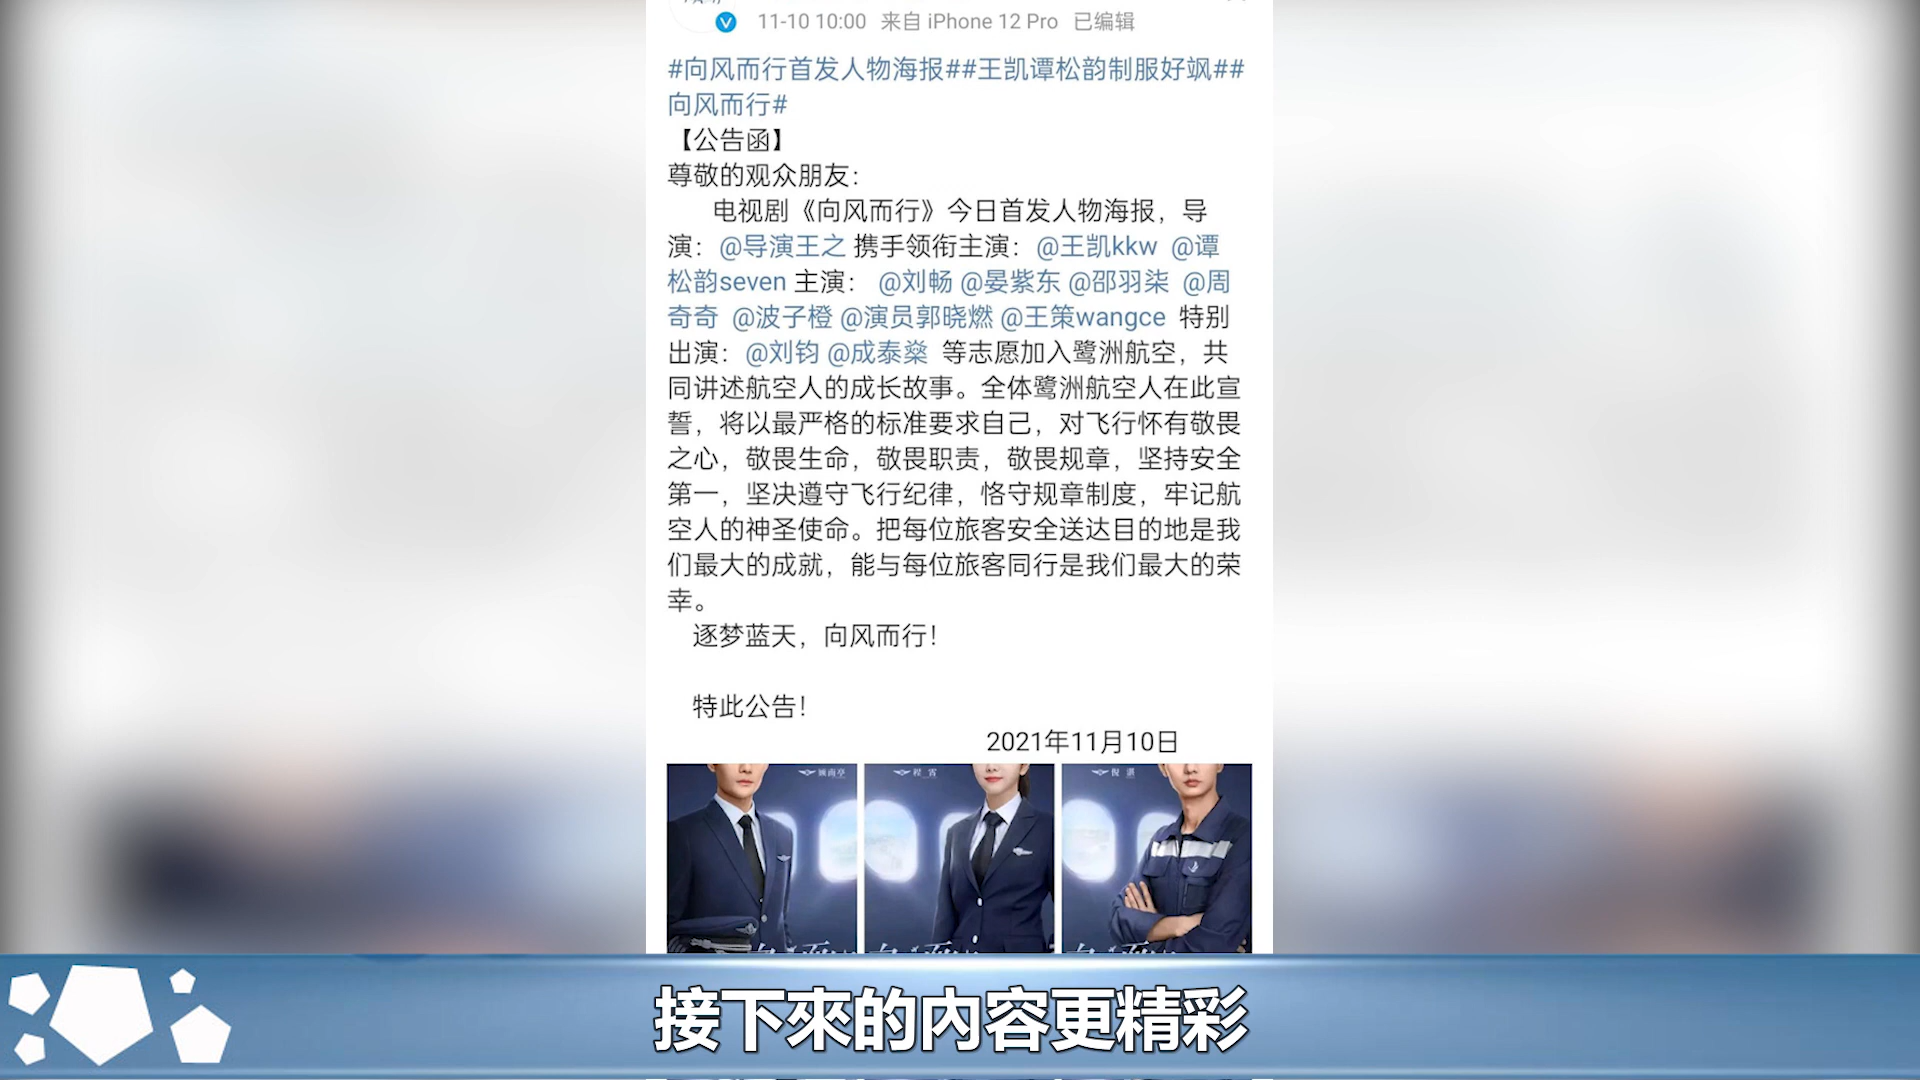 11-10 10:00 来自 iPhone 12 Pro 已编辑
#向风而行首发人物海报##王凯谭松韵制服好飒##
向风而行#
【公告函】
尊敬的观众朋友：
电视剧《向风而行》今日首发人物海报，导
演：@导演王之 携手领衔主演：@王凯kkw @谭
松韵seven 主演： @刘畅 @晏紫东 @邵羽柒 @周
奇奇 @波子橙 @演员郭晓燃 @王策wangce 特别
出演：@刘钧 @成泰燊 等志愿加入鹭洲航空，共
同讲述航空人的成长故事。全体鹭洲航空人在此宣
誓，将以最严格的标准要求自己，对飞行怀有敬畏
之心，敬畏生命，敬畏职责，敬畏规章，坚持安全
第一，坚决遵守飞行纪律，恪守规章制度，牢记航
空人的神圣使命。把每位旅客安全送达目的地是我
们最大的成就，能与每位旅客同行是我们最大的荣
幸。
逐梦蓝天，向风而行！
特此公告！
2021年11月10日
顾南亭
程霄
倪湛
接下來的內容更精彩